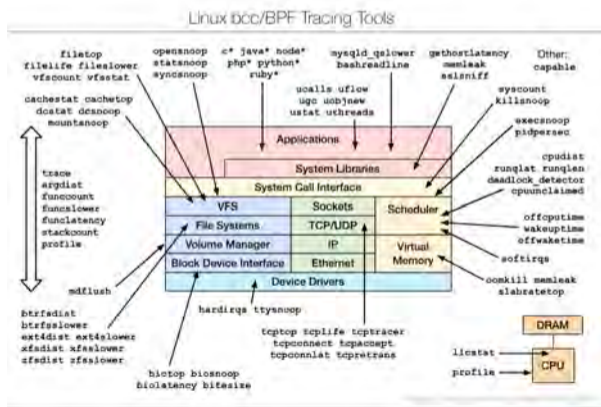 Linux bcc/BPF Tracing Tools
filetop
filelife fileslower
vfscount vfsstat
opensnoop
statsnoop
syncsnoop
c* java* node*
php* python*
ruby*
mysqld_qslower
bashreadline
gethostlatency
memleak
sslsniff
Other:
capable
cachestat cachetop
dcstat dcsnoop
mountsnoop
ucalls uflow
ugc uobjnew
ustat uthreads
syscount
killsnoop
execsnoop
pidpersec
cpudist
runqlat runqlen
deadlock_detector
cpuunclaimed
offcputime
wakeuptime
offwaketime
softirqs
trace
argdist
funccount
funcslower
funclatency
stackcount
profile
Applications
System Libraries
System Call Interface
VFS
Sockets
Scheduler
File Systems
TCP/UDP
Volume Manager
IP
Virtual
Memory
Block Device Interface
Ethernet
Device Drivers
mdflush
hardirqs ttysnoop
oomkill memleak
slabratetop
btrfsdist
btrfsslower
ext4dist ext4slower
xfsdist xfsslower
zfsdist zfsslower
tcptop tcplife tcptracer
tcpconnect tcpaccept
tcpconnlat tcpretrans
biotop biosnoop
biolatency bitesize
DRAM
llcstat
CPU
profile